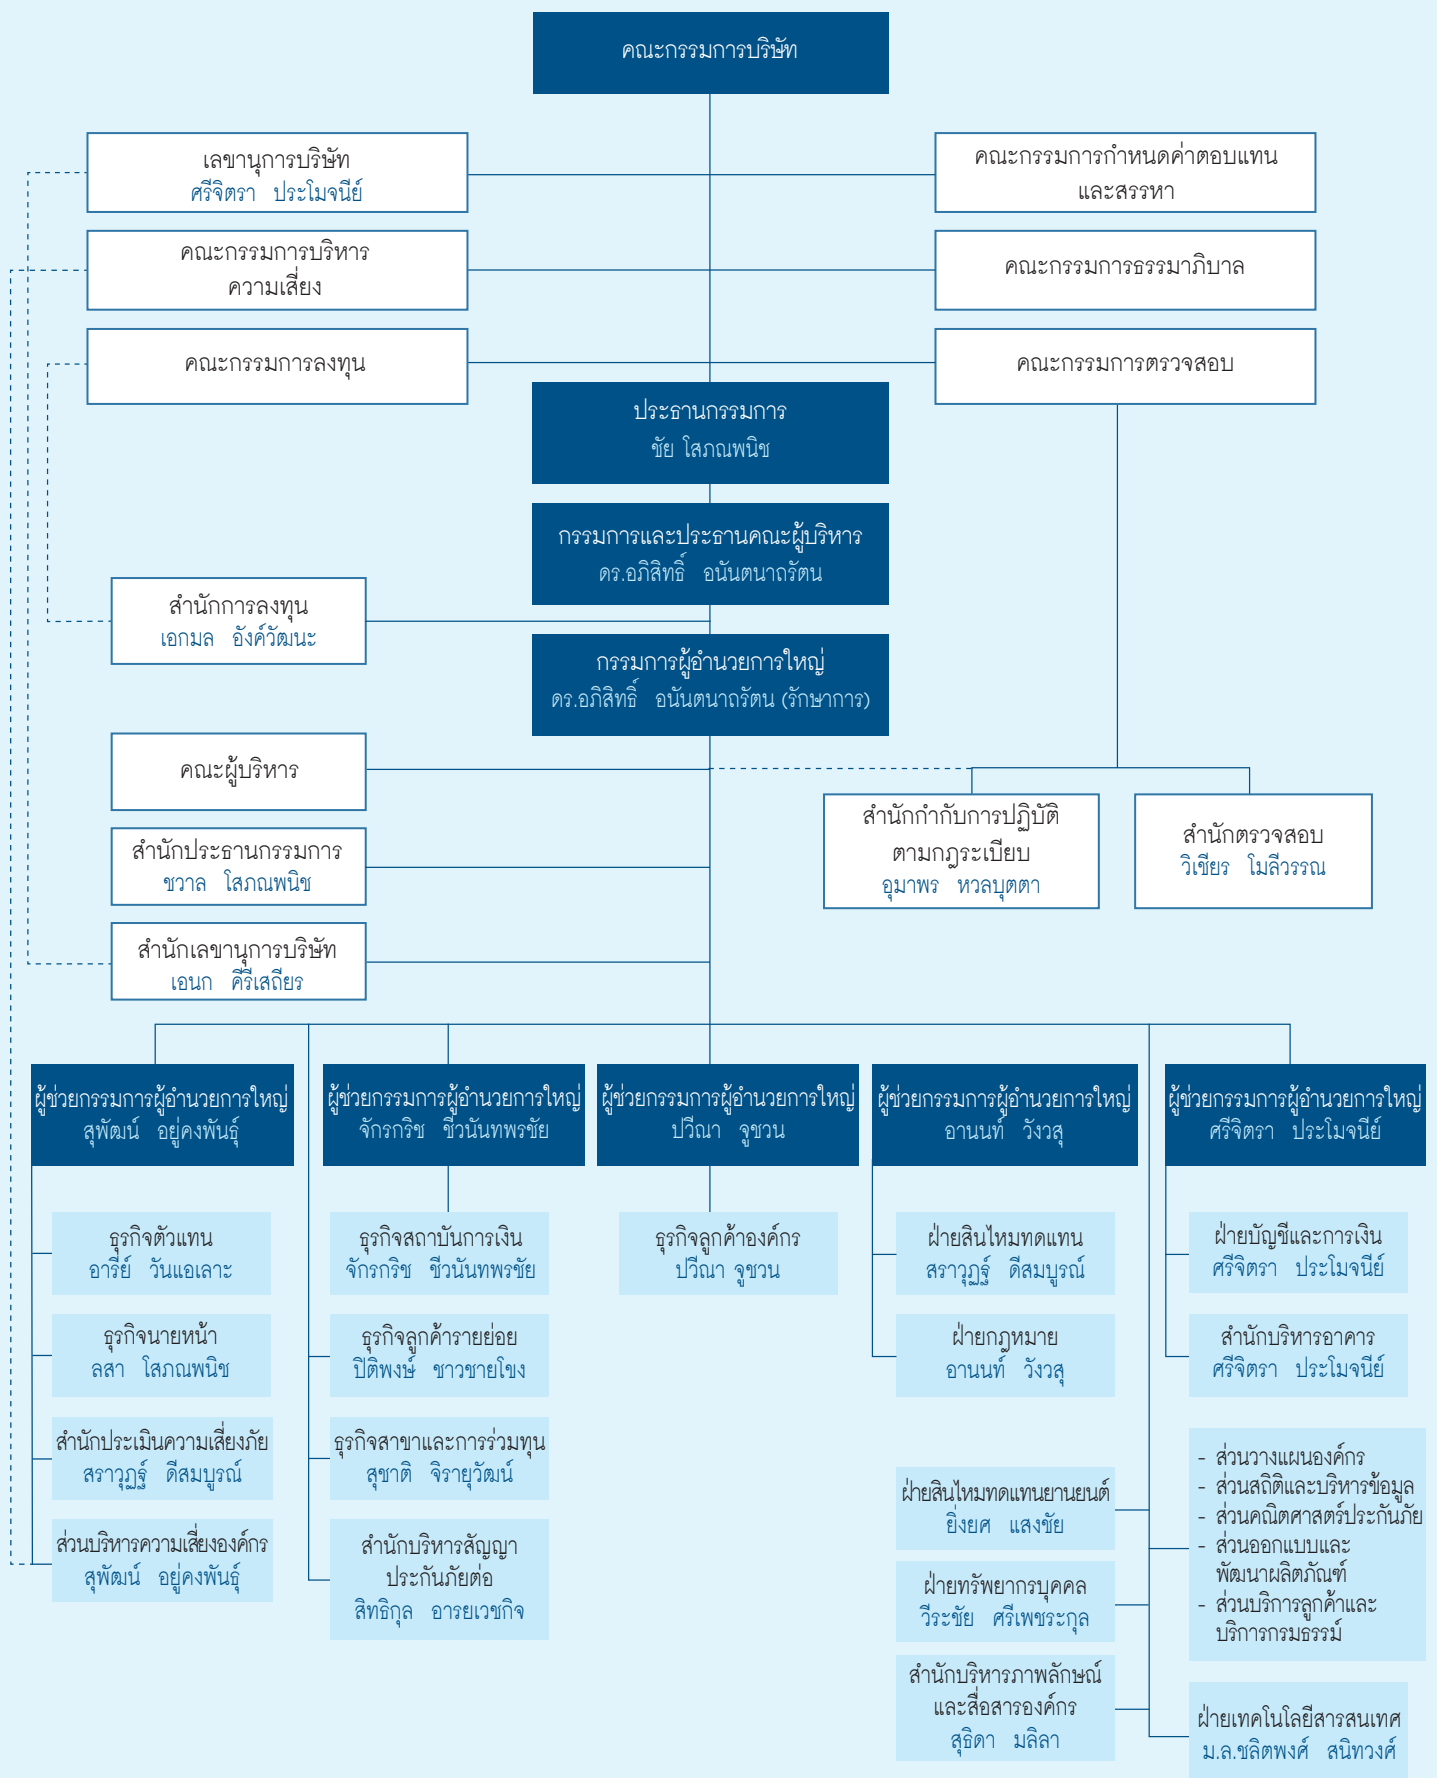 คณะกรรมการบริษัท
เลขานุการบริษัท
ศรีจิตรา ประโมจนีย์
คณะกรรมการกำหนดค่าตอบแทน
และสรรหา
คณะกรรมการบริหาร
ความเสี่ยง
คณะกรรมการธรรมาภิบาล
คณะกรรมการลงทุน
คณะกรรมการตรวจสอบ
ประธานกรรมการ
ชัย โสภณพนิช
กรรมการและประธานคณะผู้บริหาร
ดร.อภิสิทธิ์ อนันตนาถรัตน
สำนักการลงทุน
เอกมล อังค์วัฒนะ
กรรมการผู้อำนวยการใหญ่
ดร.อภิสิทธิ์ อนันตนาถรัตน (รักษาการ)
คณะผู้บริหาร
สำนักประธานกรรมการ
ชวาล โสภณพนิช
สำนักกำกับการปฏิบัติ
ตามกฎระเบียบ
อุมาพร หวลบุตตา
สำนักตรวจสอบ
วิเชียร โมลีวรรณ
สำนักเลขานุการบริษัท
เอนก คีรีเสถียร
ผู้ช่วยกรรมการผู้อำนวยการใหญ่
สุพัฒน์ อยู่คงพันธุ์
ผู้ช่วยกรรมการผู้อำนวยการใหญ่
จักรกริช ชีวนันทพรชัย
ผู้ช่วยกรรมการผู้อำนวยการใหญ่
ปวีณา จูชวน
ผู้ช่วยกรรมการผู้อำนวยการใหญ่
อานนท์ วังวสุ
ผู้ช่วยกรรมการผู้อำนวยการใหญ่
ศรีจิตรา ประโมจนีย์
ธุรกิจตัวแทน
อารีย์ วันแอเลาะ
ธุรกิจนายหน้า
ลสา โสภณพนิช
สำนักประเมินความเสี่ยงภัย
สราวุฏฐ์ ดีสมบูรณ์
ส่วนบริหารความเสี่ยงองค์กร
สุพัฒน์ อยู่คงพันธุ์
ธุรกิจสถาบันการเงิน
จักรกริช ชีวนันทพรชัย
ธุรกิจลูกค้ารายย่อย
ปิติพงษ์ ชาวชายโขง
ธุรกิจสาขาและการร่วมทุน
สุชาติ จิรายุวัฒน์
สำนักบริหารสัญญา
ประกันภัยต่อ
สิทธิกุล อารยเวชกิจ
ธุรกิจลูกค้าองค์กร
ปวีณา จูชวน
ฝ่ายสินไหมทดแทน
สราวุฏฐ์ ดีสมบูรณ์
ฝ่ายกฎหมาย
อานนท์ วังวสุ
ฝ่ายสินไหมทดแทนยานยนต์
ยิ่งยศ แสงชัย
ฝ่ายทรัพยากรบุคคล
วีระชัย ศรีเพชระกุล
สำนักบริหารภาพลักษณ์
และสื่อสารองค์กร
สุธิดา มลิลา
ฝ่ายบัญชีและการเงิน
ศรีจิตรา ประโมจนีย์
สำนักบริหารอาคาร
ศรีจิตรา ประโมจนีย์
- ส่วนวางแผนองค์กร
- ส่วนสถิติและบริหารข้อมูล
- ส่วนคณิตศาสตร์ประกันภัย
- ส่วนออกแบบและ
พัฒนาผลิตภัณฑ์
- ส่วนบริการลูกค้าและ
บริการกรมธรรม์
ฝ่ายเทคโนโลยีสารสนเทศ
ม.ล.ชลิตพงศ์ สนิทวงศ์